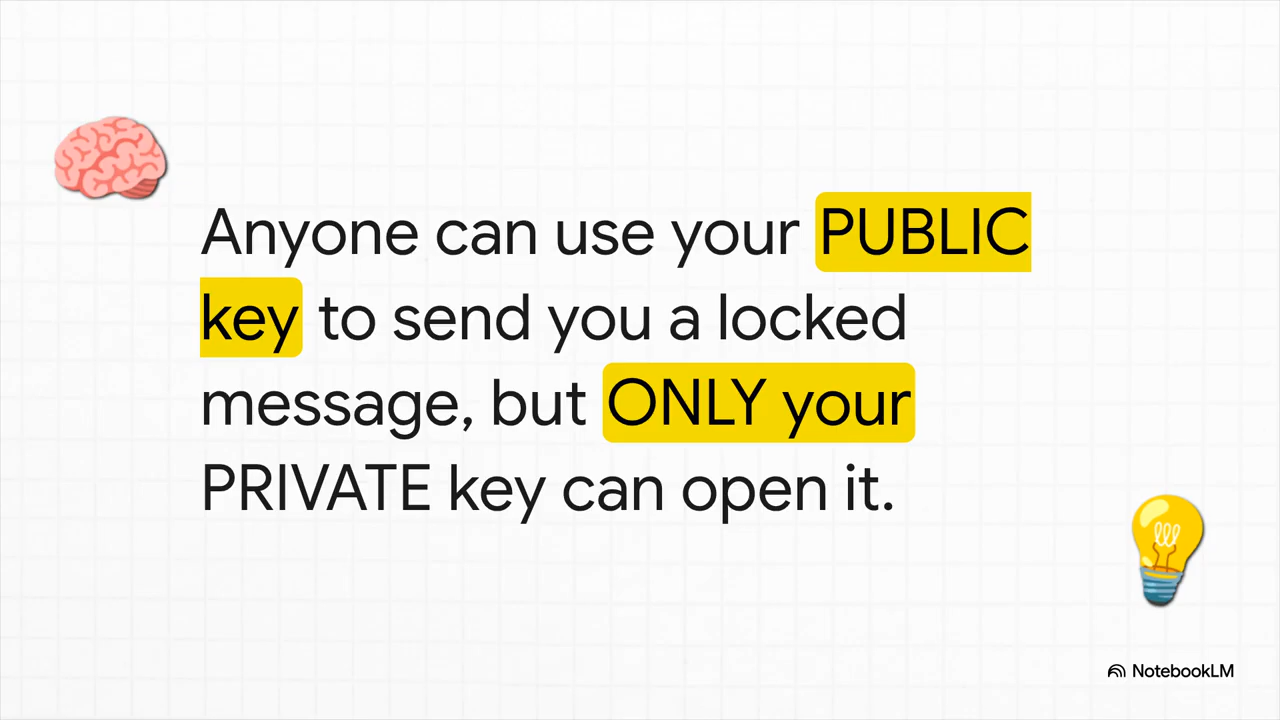 Anyone can use your PUBLIC
key to send you a locked
message, but ONLY your
PRIVATE key can open it.
NotebookLM